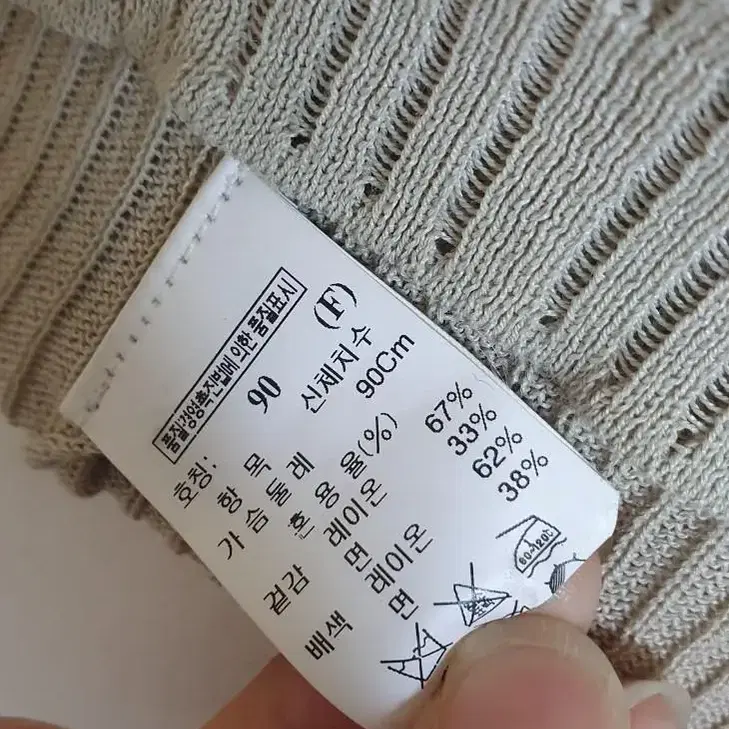 품질경영촉진법에 의한 품질표시
호칭: 90 (F)
항 목 신체치수
가슴둘레 90Cm
혼 용 율(%)
겉감 레이온 67%
면 33%
배색 레이온 62%
면 38%